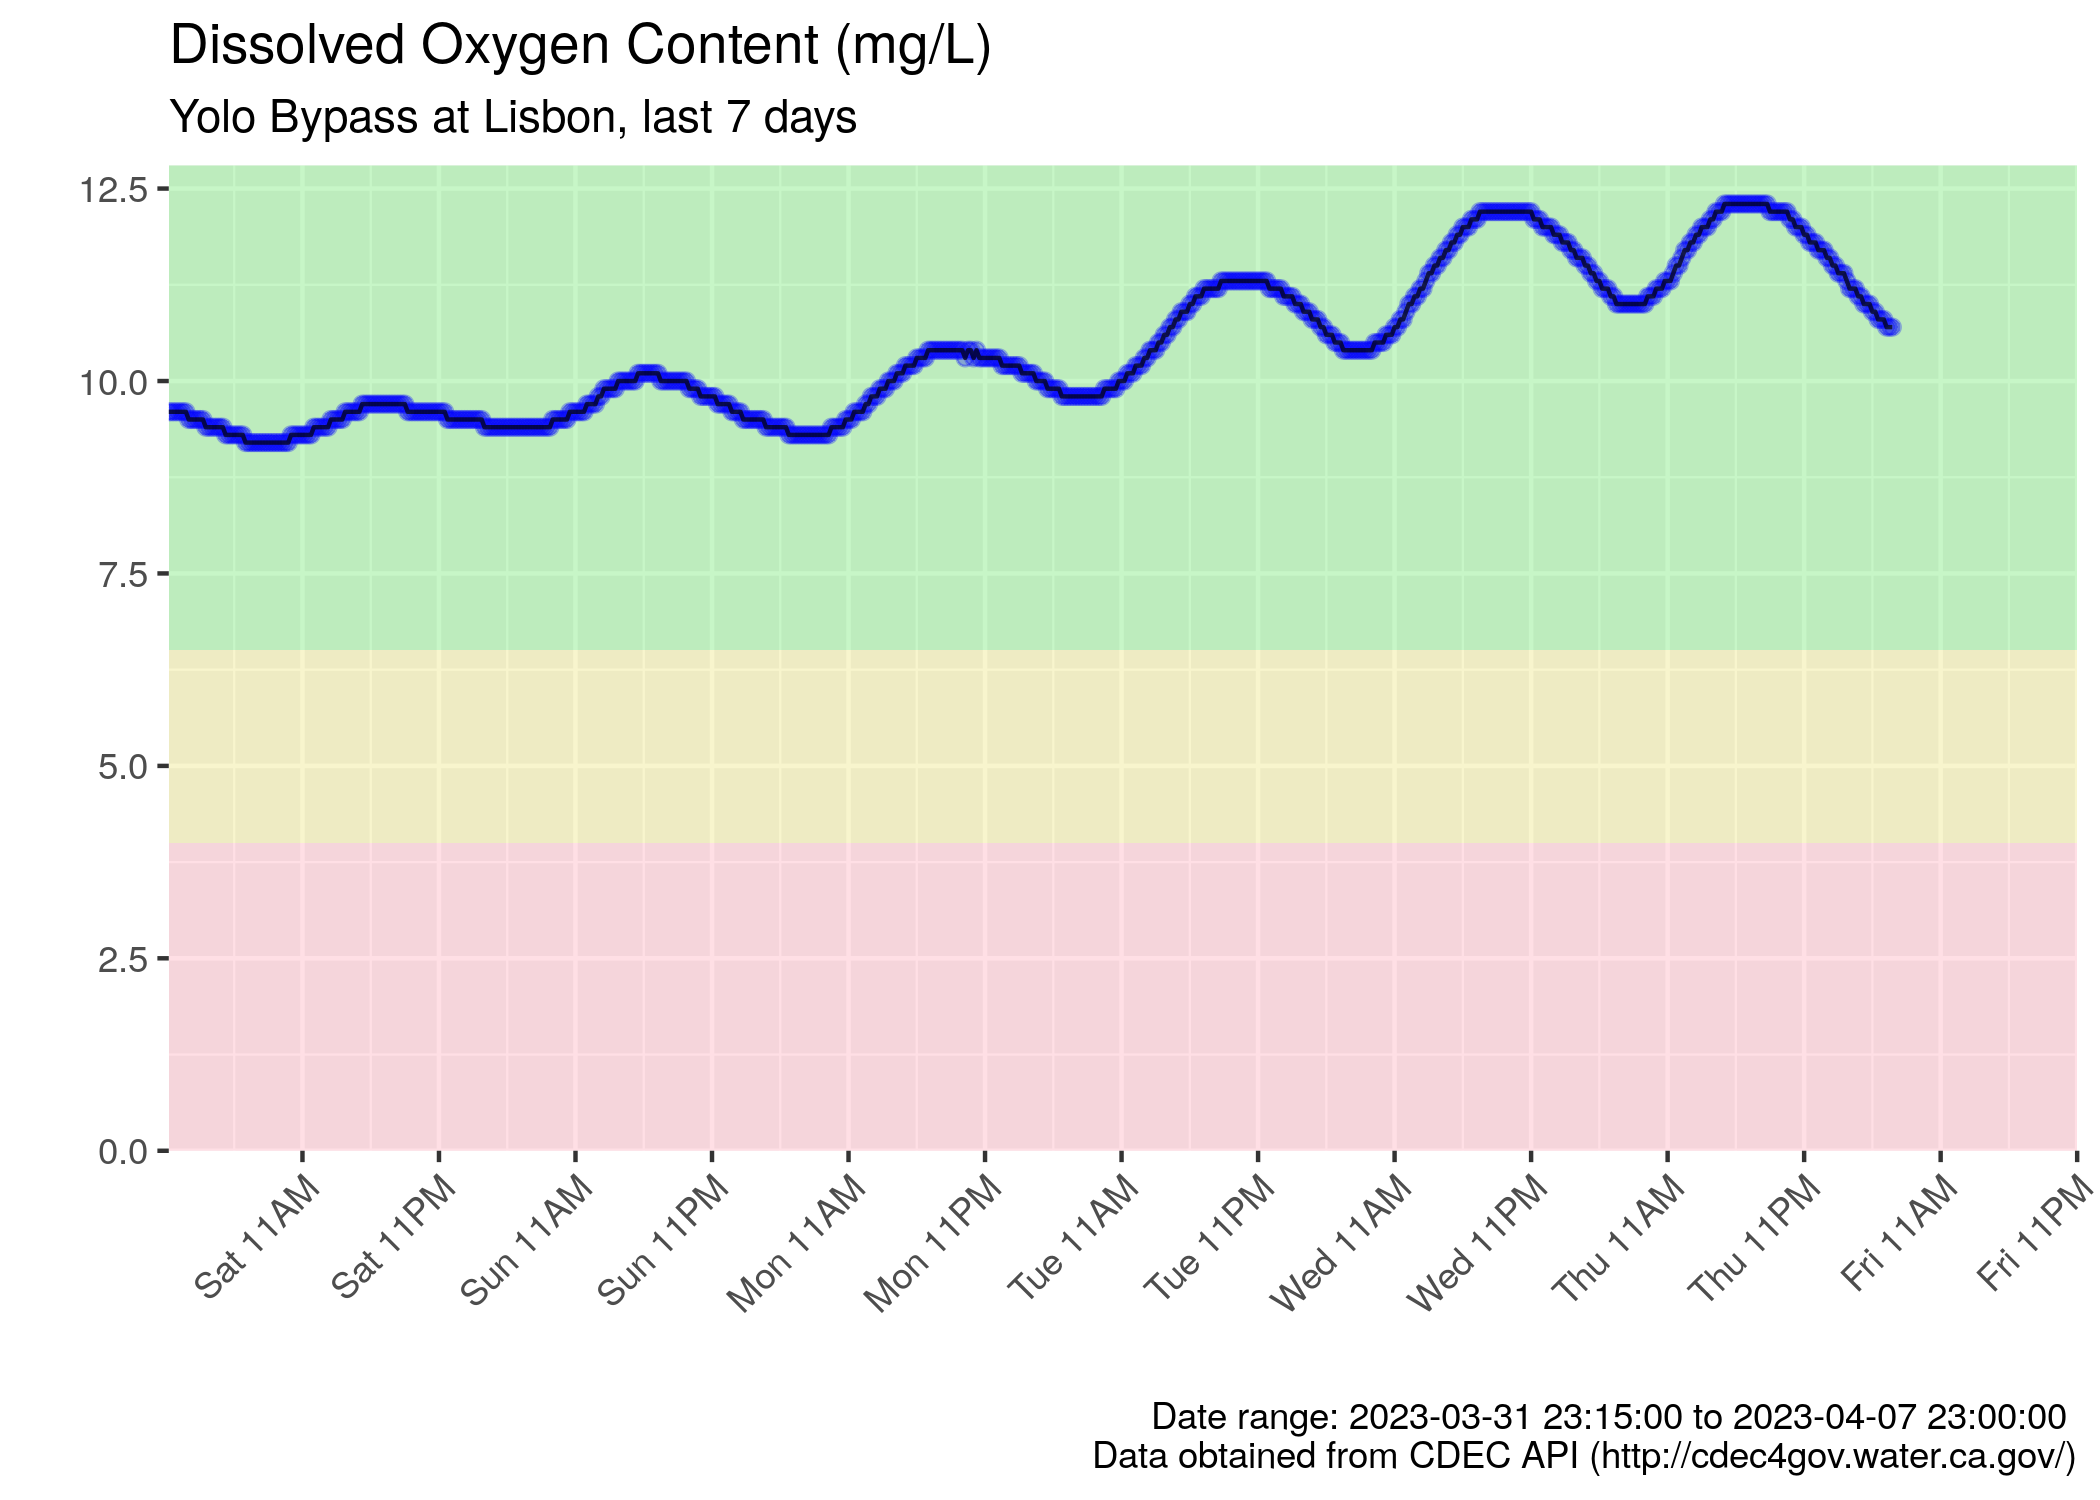 Dissolved Oxygen Content (mg/L)
Yolo Bypass at Lisbon, last 7 days
12.5
10.0
7.5
5.0
2.5
0.0
Sat 11AM
Sat 11PM
Sun 11AM
Sun 11PM
Mon 11AM
Mon 11PM
Tue 11AM
Tue 11PM
Wed 11AM
Wed 11PM
Thu 11AM
Thu 11PM
Fri 11AM
Fri 11PM
Date range: 2023-03-31 23:15:00 to 2023-04-07 23:00:00
Data obtained from CDEC API (http://cdec4gov.water.ca.gov/)